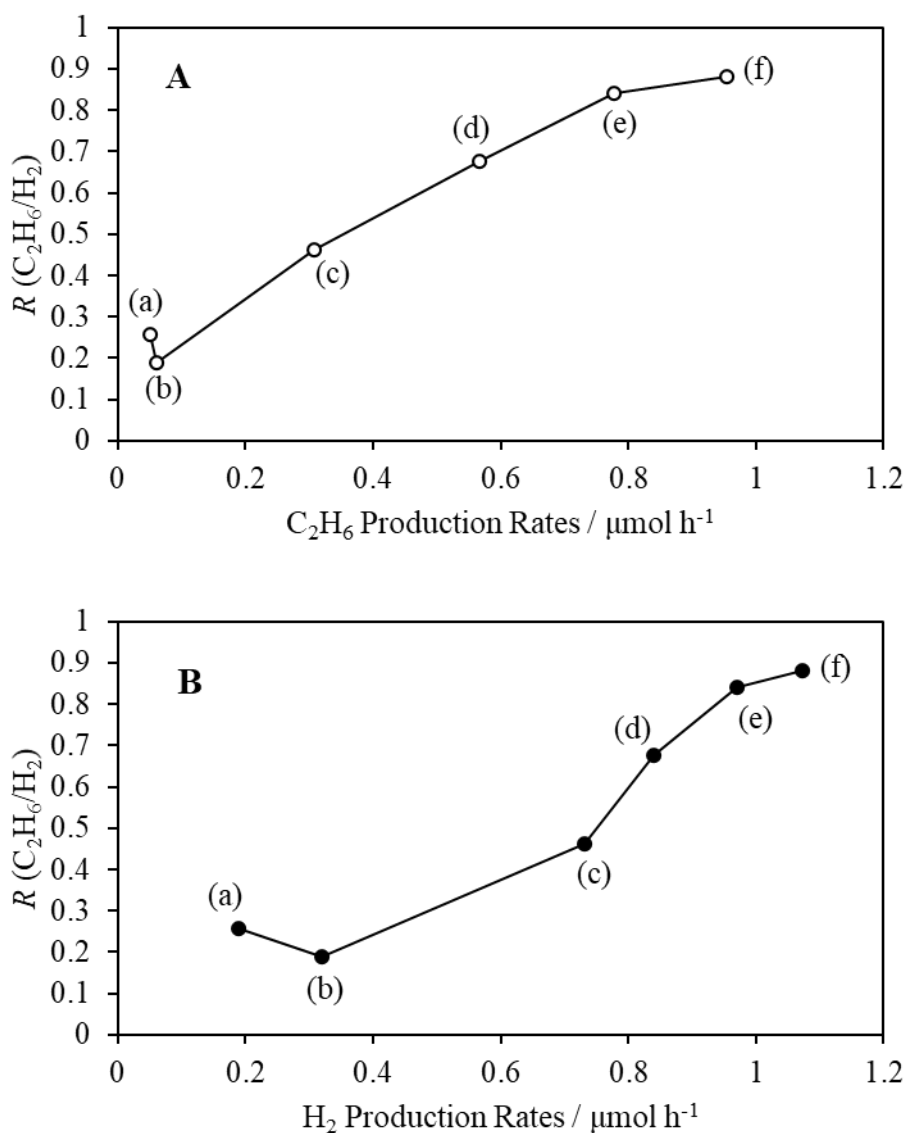 A
R (C₂H₆/H₂)
1
0.9
0.8
0.7
0.6
0.5
0.4
0.3
0.2
0.1
0
(a)
(b)
(c)
(d)
(e)
(f)
0 0.2 0.4 0.6 0.8 1 1.2
C₂H₆ Production Rates / μmol h⁻¹
B
R (C₂H₆/H₂)
1
0.9
0.8
0.7
0.6
0.5
0.4
0.3
0.2
0.1
0
(a)
(b)
(c)
(d)
(e)
(f)
0 0.2 0.4 0.6 0.8 1 1.2
H₂ Production Rates / μmol h⁻¹